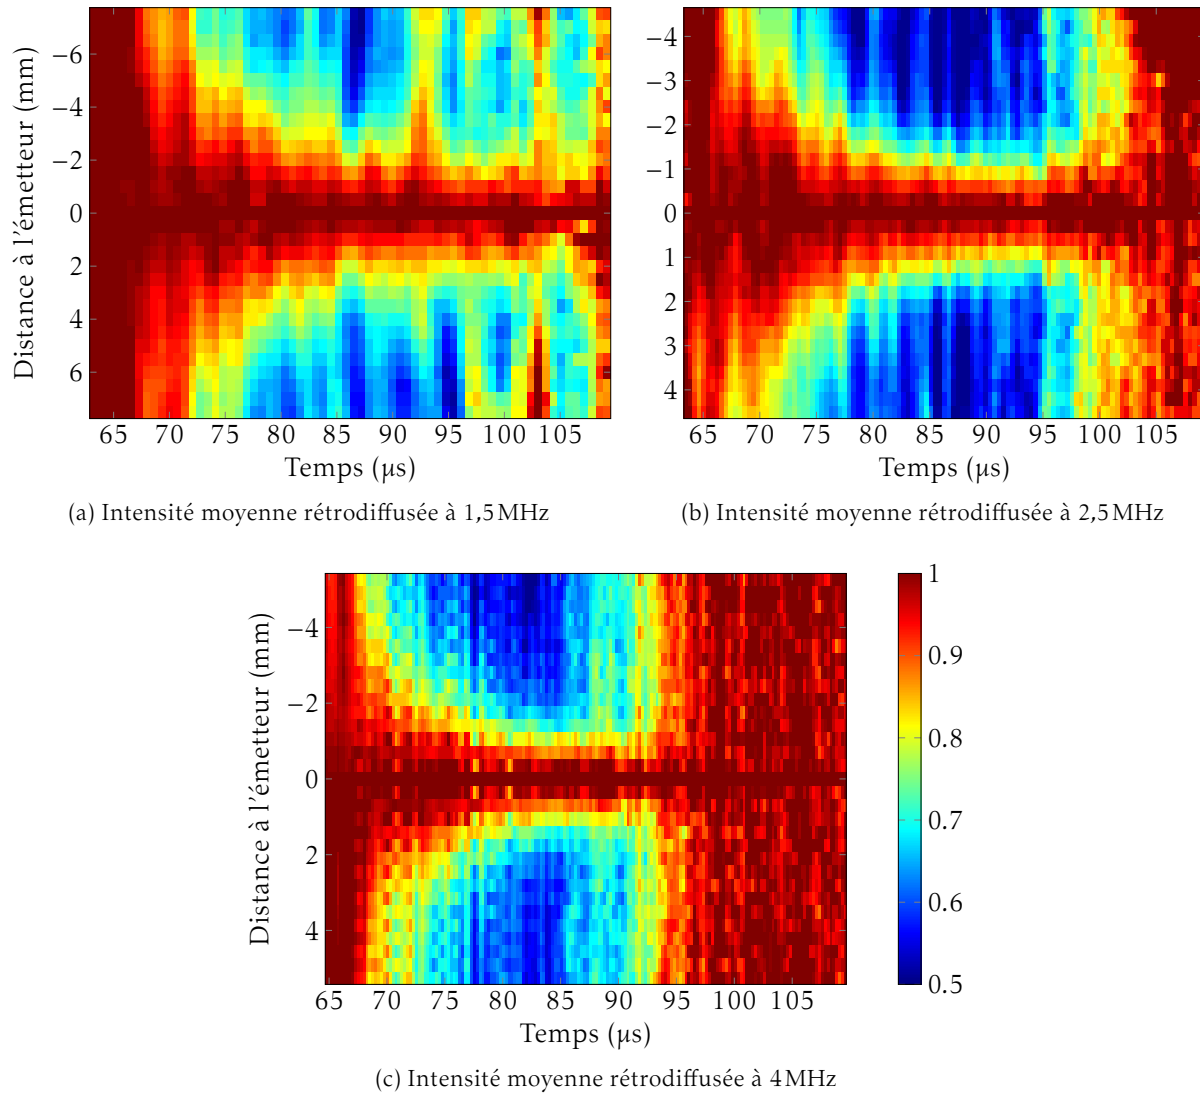 Distance à l'émetteur (mm)
−6
−4
−2
0
2
4
6
65 70 75 80 85 90 95 100 105
Temps (µs)
(a) Intensité moyenne rétrodiffusée à 1,5 MHz
−4
−3
−2
−1
0
1
2
3
4
65 70 75 80 85 90 95 100 105
Temps (µs)
(b) Intensité moyenne rétrodiffusée à 2,5 MHz
Distance à l'émetteur (mm)
−4
−2
0
2
4
65 70 75 80 85 90 95 100 105
Temps (µs)
1
0.9
0.8
0.7
0.6
0.5
(c) Intensité moyenne rétrodiffusée à 4 MHz